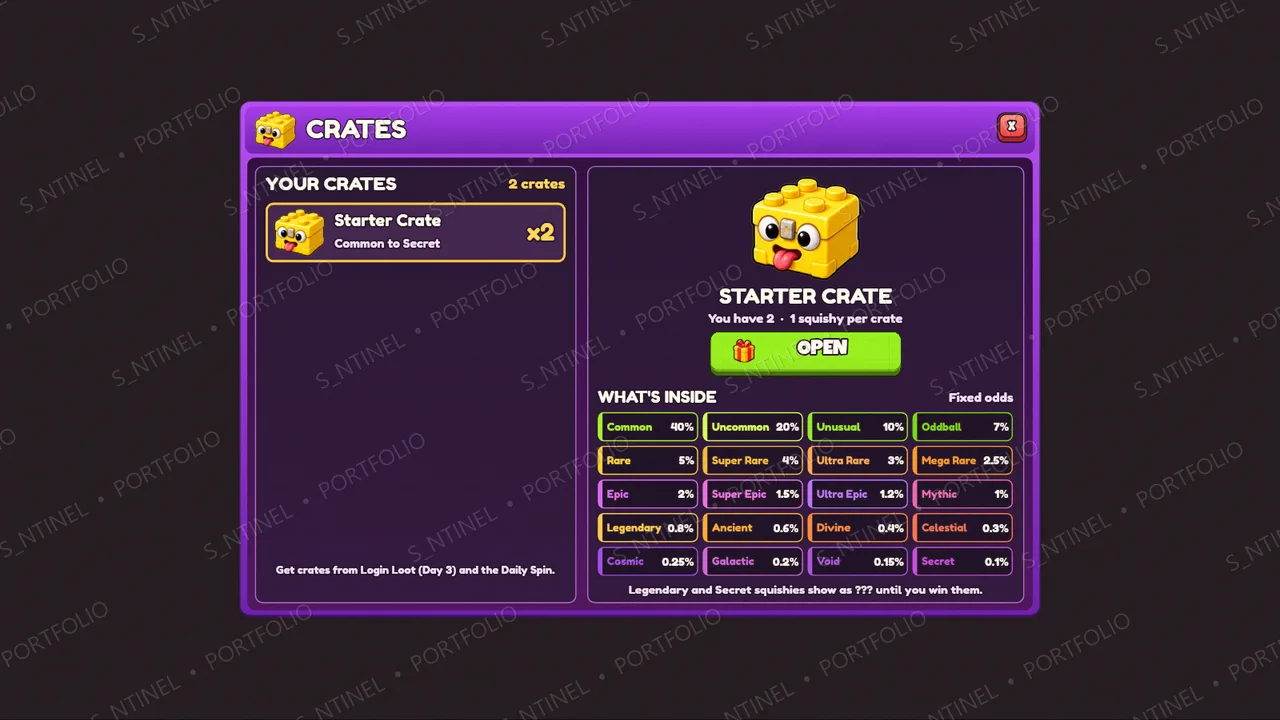 CRATES
X
YOUR CRATES
2 crates
Starter Crate
Common to Secret
x2
Get crates from Login Loot (Day 3) and the Daily Spin.
STARTER CRATE
You have 2 · 1 squishy per crate
OPEN
WHAT'S INSIDE
Fixed odds
Common 40%
Uncommon 20%
Unusual 10%
Oddball 7%
Rare 5%
Super Rare 4%
Ultra Rare 3%
Mega Rare 2.5%
Epic 2%
Super Epic 1.5%
Ultra Epic 1.2%
Mythic 1%
Legendary 0.8%
Ancient 0.6%
Divine 0.4%
Celestial 0.3%
Cosmic 0.25%
Galactic 0.2%
Void 0.15%
Secret 0.1%
Legendary and Secret squishies show as ??? until you win them.
S_NTINEL • PORTFOLIO